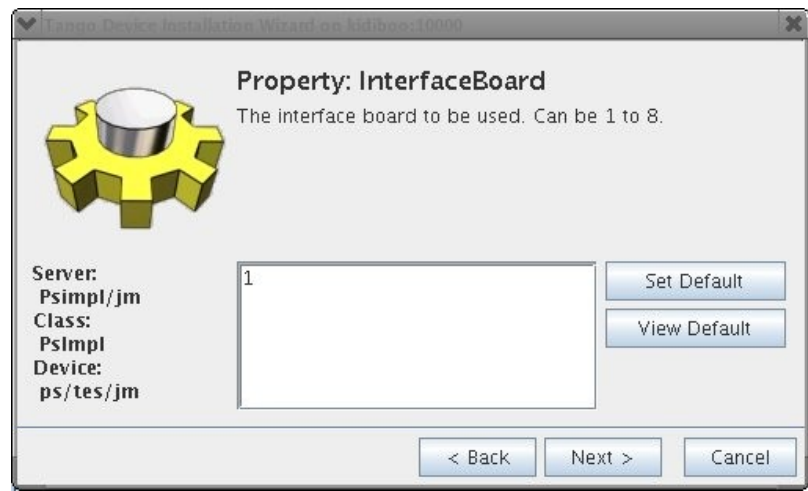 Tango Device Installation Wizard on kidiboo:10000
Property: InterfaceBoard
The interface board to be used. Can be 1 to 8.
Server:
Psimpl/jm
Class:
PsImpl
Device:
ps/tes/jm
1
Set Default
View Default
< Back
Next >
Cancel